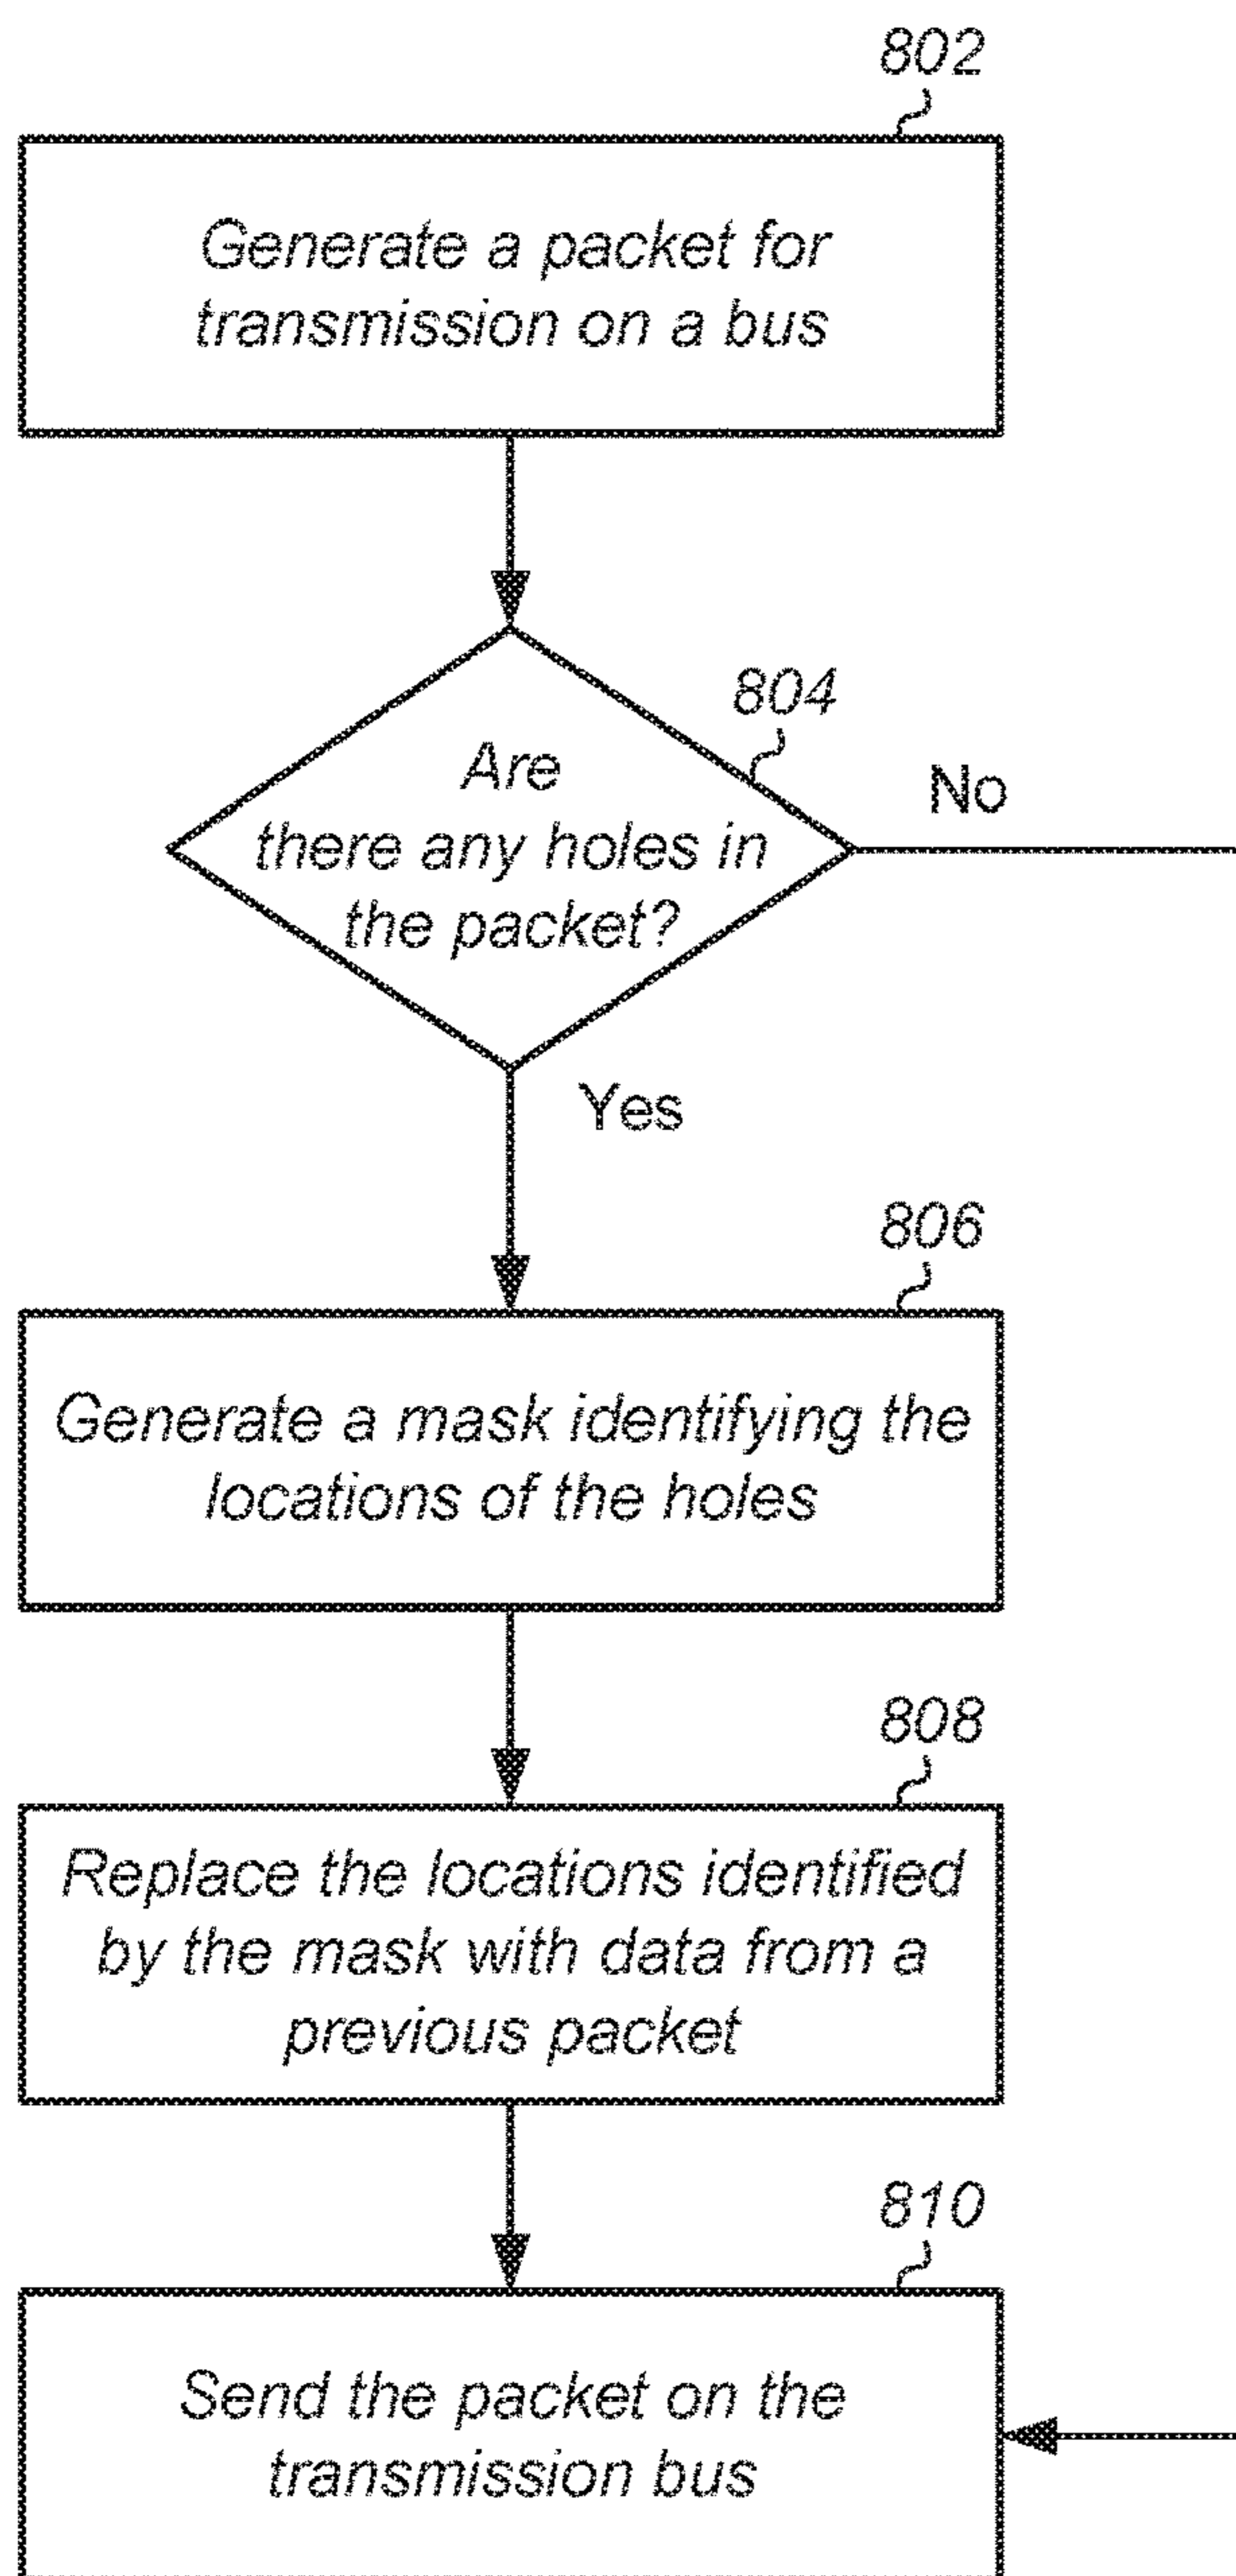 802
Generate a packet for
transmission on a bus
804
Are
there any holes in
the packet?
No
Yes
806
Generate a mask identifying the
locations of the holes
808
Replace the locations identified
by the mask with data from a
previous packet
810
Send the packet on the
transmission bus